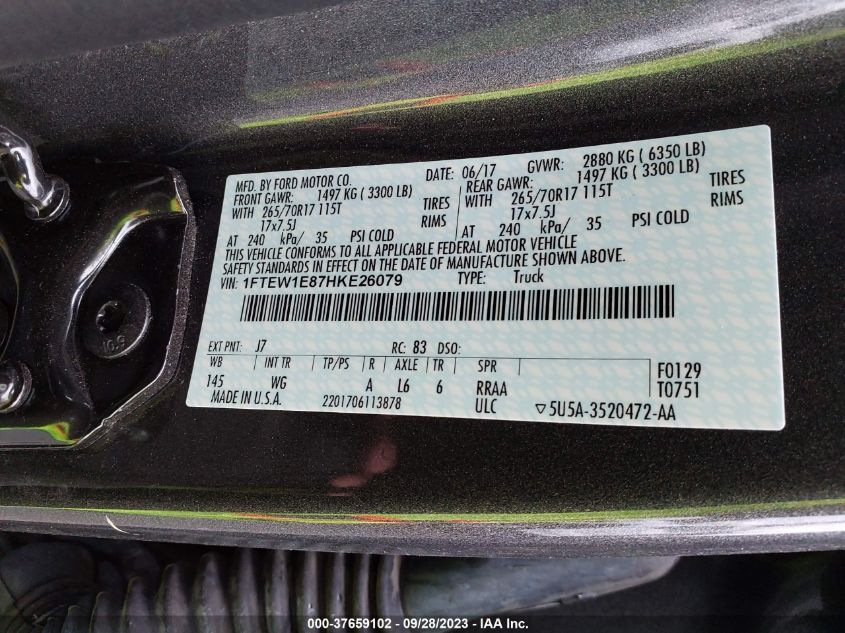 MFD. BY FORD MOTOR CO. DATE: 06/17 GVWR: 2880 KG ( 6350 LB)
FRONT GAWR: 1497 KG ( 3300 LB) REAR GAWR: 1497 KG ( 3300 LB)
WITH 265/70R17 115T TIRES WITH 265/70R17 115T TIRES
17x7.5J RIMS 17x7.5J RIMS
AT 240 kPa/ 35 PSI COLD AT 240 kPa/ 35 PSI COLD
THIS VEHICLE CONFORMS TO ALL APPLICABLE FEDERAL MOTOR VEHICLE
SAFETY STANDARDS IN EFFECT ON THE DATE OF MANUFACTURE SHOWN ABOVE.
VIN: 1FTEW1E87HKE26079 TYPE: Truck
EXT PNT: J7 RC: 83 DSO:
WB INT TR TP/PS R AXLE TR SPR F0129
145 WG A L6 6 RRAA T0751
MADE IN U.S.A. 2201706113878 ULC ▽5U5A-3520472-AA
10.9
000-37659102 - 09/28/2023 - IAA Inc.